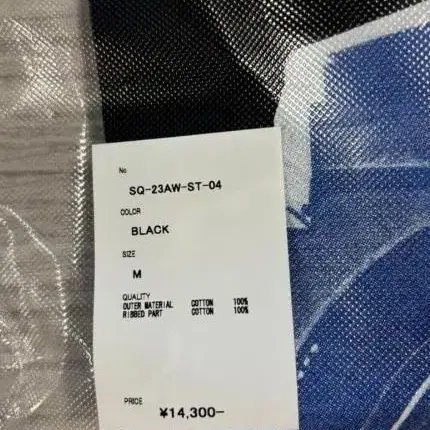 No
SQ-23AW-ST-04
COLOR
BLACK
SIZE
M
QUALITY
OUTER MATERIAL COTTON 100%
RIBBED PART COTTON 100%
PRICE
¥14,300-